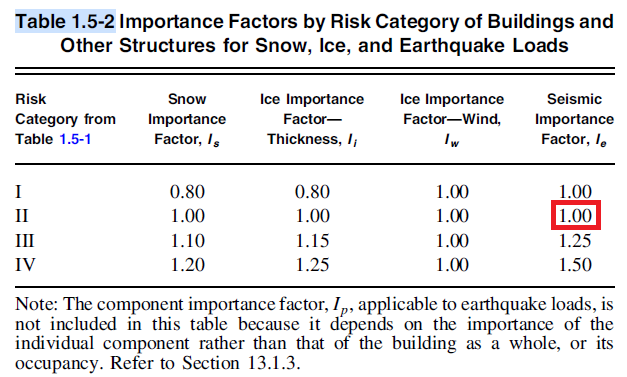 Table 1.5-2 Importance Factors by Risk Category of Buildings and
Other Structures for Snow, Ice, and Earthquake Loads
Risk Category from Table 1.5-1 Snow Importance Factor, Is Ice Importance Factor—Thickness, Ii Ice Importance Factor—Wind, Iw Seismic Importance Factor, Ie
I 0.80 0.80 1.00 1.00
II 1.00 1.00 1.00 1.00
III 1.10 1.15 1.00 1.25
IV 1.20 1.25 1.00 1.50
Note: The component importance factor, Ip, applicable to earthquake loads, is
not included in this table because it depends on the importance of the
individual component rather than that of the building as a whole, or its
occupancy. Refer to Section 13.1.3.